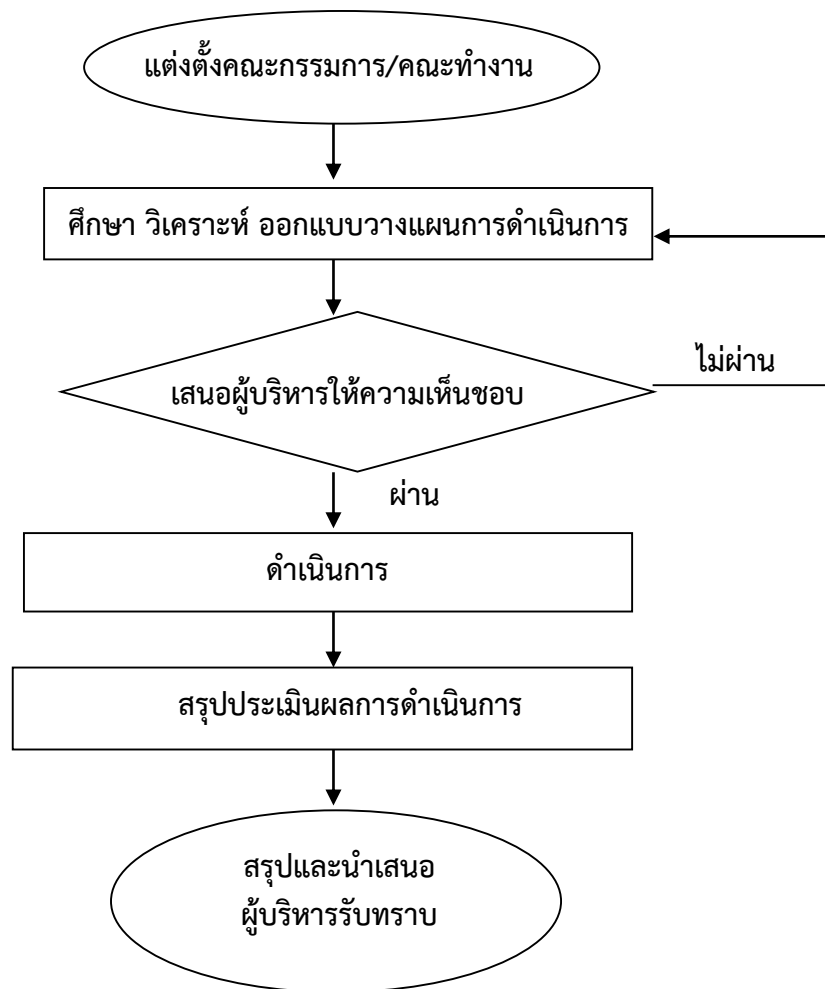 แต่งตั้งคณะกรรมการ/คณะทำงาน
ศึกษา วิเคราะห์ ออกแบบวางแผนการดำเนินการ
ไม่ผ่าน
เสนอผู้บริหารให้ความเห็นชอบ
ผ่าน
ดำเนินการ
สรุปประเมินผลการดำเนินการ
สรุปและนำเสนอ
ผู้บริหารรับทราบ